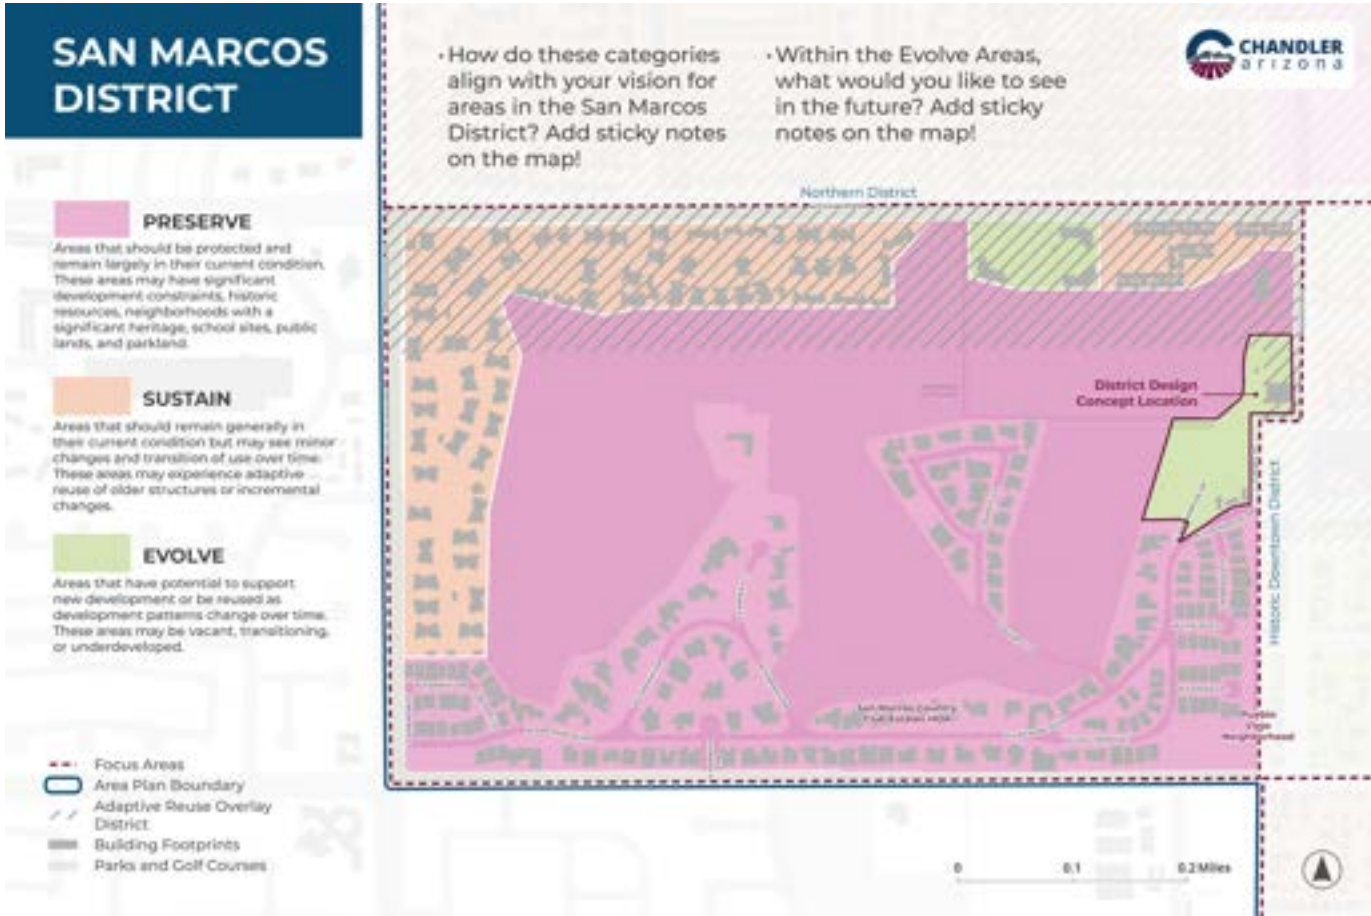 SAN MARCOS
DISTRICT
• How do these categories
align with your vision for
areas in the San Marcos
District? Add sticky notes
on the map!
• Within the Evolve Areas,
what would you like to see
in the future? Add sticky
notes on the map!
CHANDLER
arizona
PRESERVE
Areas that should be protected and
remain largely in their current condition.
These areas may have significant
development constraints, historic
resources, neighborhoods with a
significant heritage, school sites, public
lands, and parkland.
SUSTAIN
Areas that should remain generally in
their current condition but may see minor
changes and transition of use over time.
These areas may experience adaptive
reuse of older structures or incremental
changes.
EVOLVE
Areas that have potential to support
new development or be reused as
development patterns change over time.
These areas may be vacant, transitioning,
or underdeveloped.
Focus Areas
Area Plan Boundary
Adaptive Reuse Overlay
District
Building Footprints
Parks and Golf Courses
Northern District
District Design
Concept Location
Historic Downtown District
San Marcos Country
Neighborhood
0 0.1 0.2 Miles